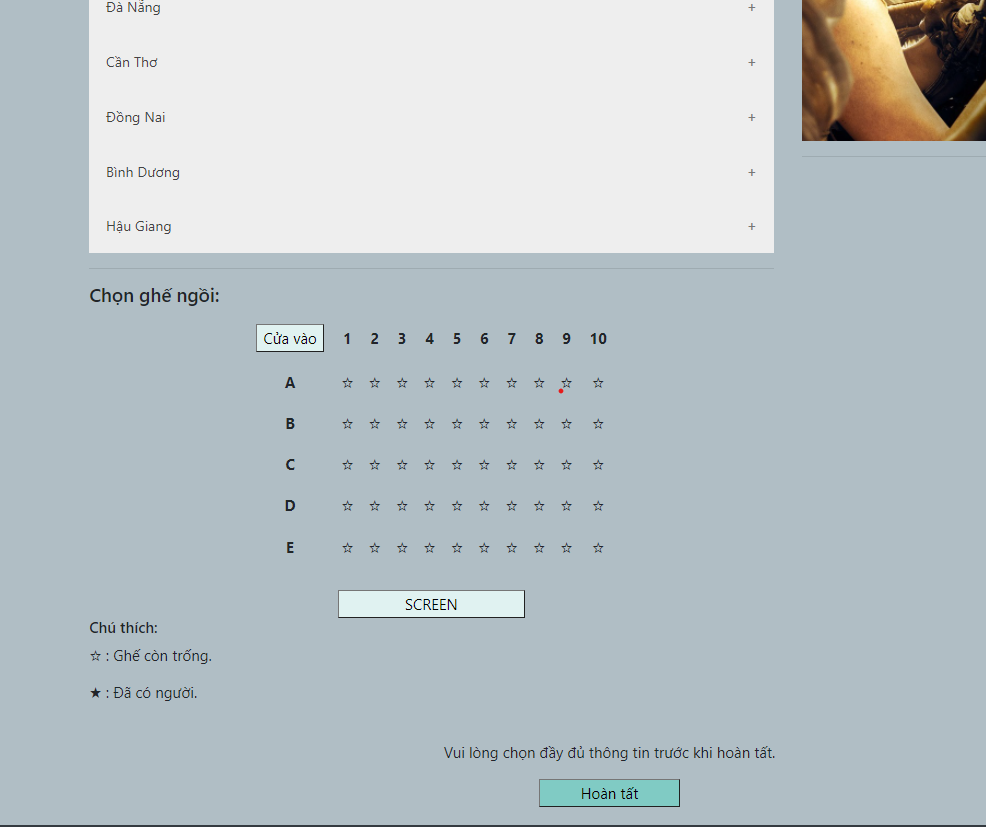 Đà Nẵng +
Cần Thơ +
Đồng Nai +
Bình Dương +
Hậu Giang +
Chọn ghế ngồi:
Cửa vào 1 2 3 4 5 6 7 8 9 10
A ☆ ☆ ☆ ☆ ☆ ☆ ☆ ☆ ☆ ☆
B ☆ ☆ ☆ ☆ ☆ ☆ ☆ ☆ ☆ ☆
C ☆ ☆ ☆ ☆ ☆ ☆ ☆ ☆ ☆ ☆
D ☆ ☆ ☆ ☆ ☆ ☆ ☆ ☆ ☆ ☆
E ☆ ☆ ☆ ☆ ☆ ☆ ☆ ☆ ☆ ☆
SCREEN
Chú thích:
☆ : Ghế còn trống.
★ : Đã có người.
Vui lòng chọn đầy đủ thông tin trước khi hoàn tất.
Hoàn tất